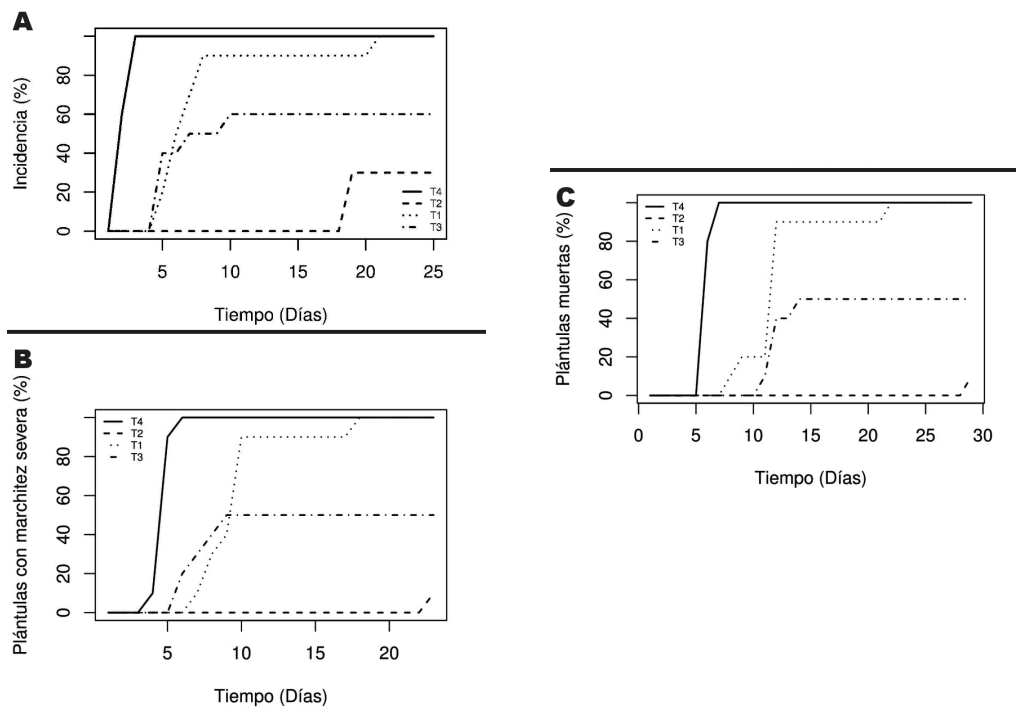 A
Incidencia (%)
80
60
40
20
0
T4
T2
T1
T3
5 10 15 20 25
Tiempo (Días)
B
Plántulas con marchitez severa (%)
T4
T2
T1
T3
80
60
40
20
0
5 10 15 20
Tiempo (Días)
C
Plántulas muertas (%)
T4
T2
T1
T3
80
60
40
20
0
0 5 10 15 20 25 30
Tiempo (Días)